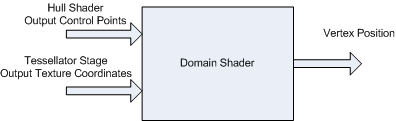 Hull Shader
Output Control Points
Vertex Position
Domain Shader
Tessellator Stage
Output Texture Coordinates